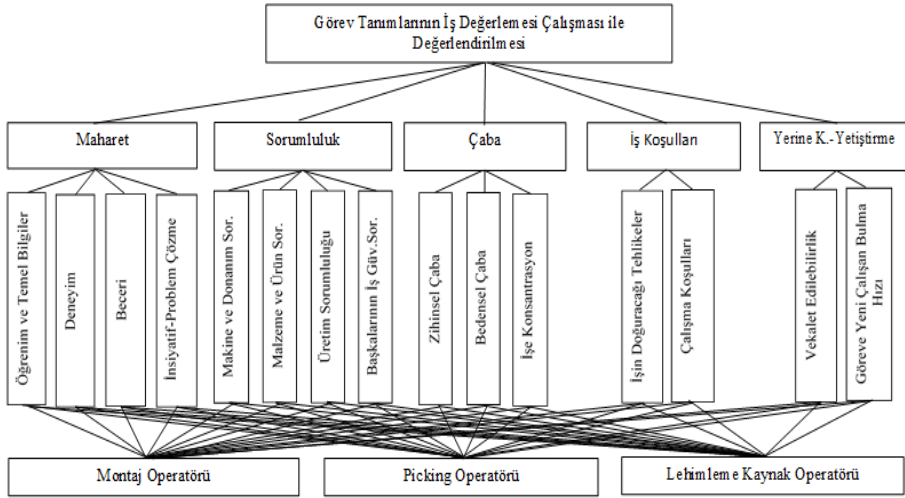 Görev Tanımlarının İş Değerlemesi Çalışması ile
Değerlendirilmesi
Maharet
Sorumluluk
Çaba
İş Koşulları
Yerine K.-Yetiştirme
Öğrenim ve Temel Bilgiler
Deneyim
Beceri
İnsiyatif-Problem Çözme
Makine ve Donanım Sor.
Malzeme ve Ürün Sor.
Üretim Sorumluluğu
Başkalarının İş Güv.Sor.
Zihinsel Çaba
Bedensel Çaba
İşe Konsantrasyon
İşin Doğuracağı Tehlikeler
Çalışma Koşulları
Vekalet Edilebilirlik
Göreve Yeni Çalışan Bulma
Hızı
Montaj Operatörü
Picking Operatörü
Lehimleme Kaynak Operatörü